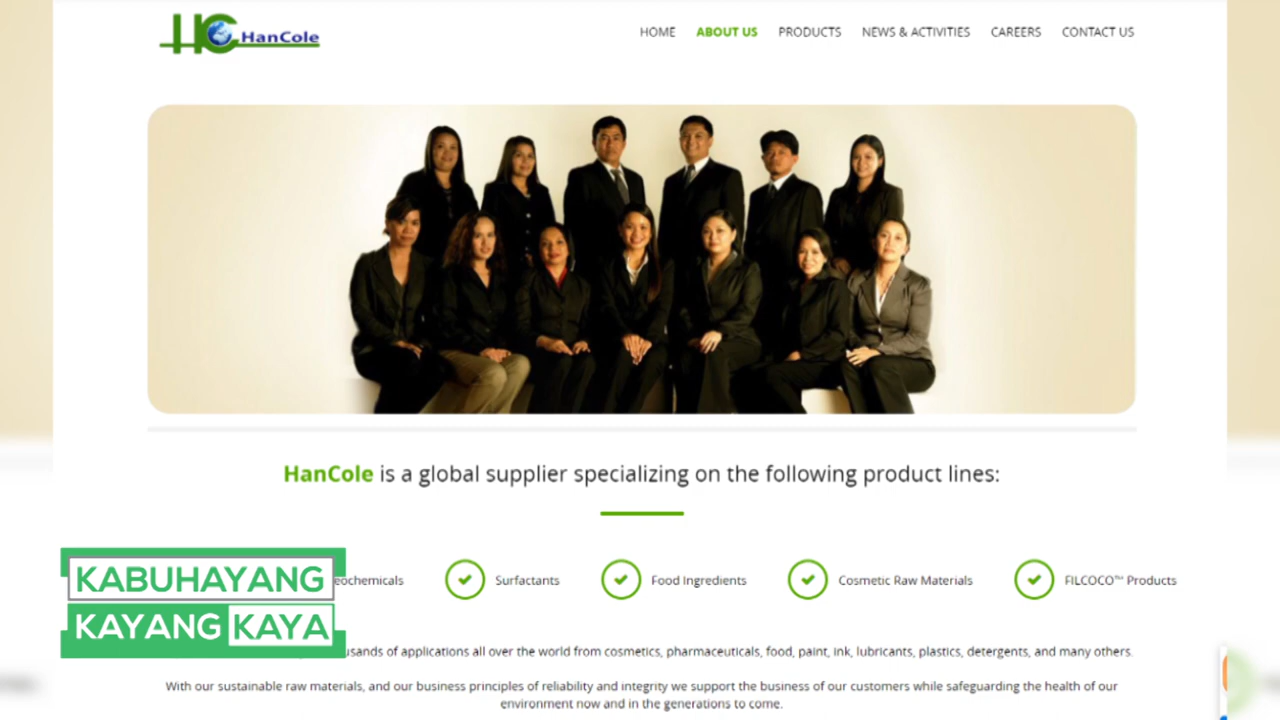 HC HanCole
HOME ABOUT US PRODUCTS NEWS & ACTIVITIES CAREERS CONTACT US
HanCole is a global supplier specializing on the following product lines:
Surfactants Food Ingredients Cosmetic Raw Materials FILCOCO™ Products
KABUHAYANG
KAYANG KAYA
of applications all over the world from cosmetics, pharmaceuticals, food, paint, ink, lubricants, plastics, detergents, and many others.
With our sustainable raw materials, and our business principles of reliability and integrity we support the business of our customers while safeguarding the health of our
environment now and in the generations to come.